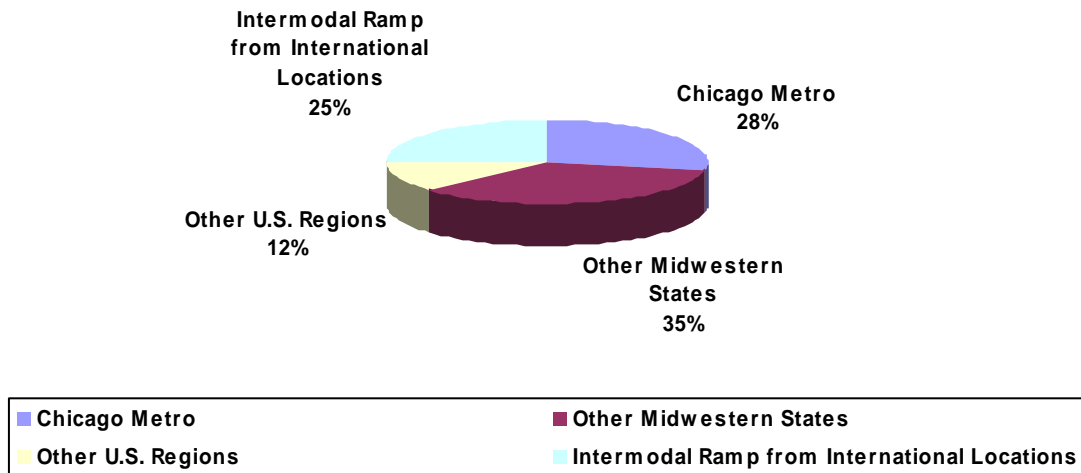 Intermodal Ramp
from International
Locations
25%
Chicago Metro
28%
Other U.S. Regions
12%
Other Midwestern
States
35%
Chicago Metro
Other Midwestern States
Other U.S. Regions
Intermodal Ramp from International Locations